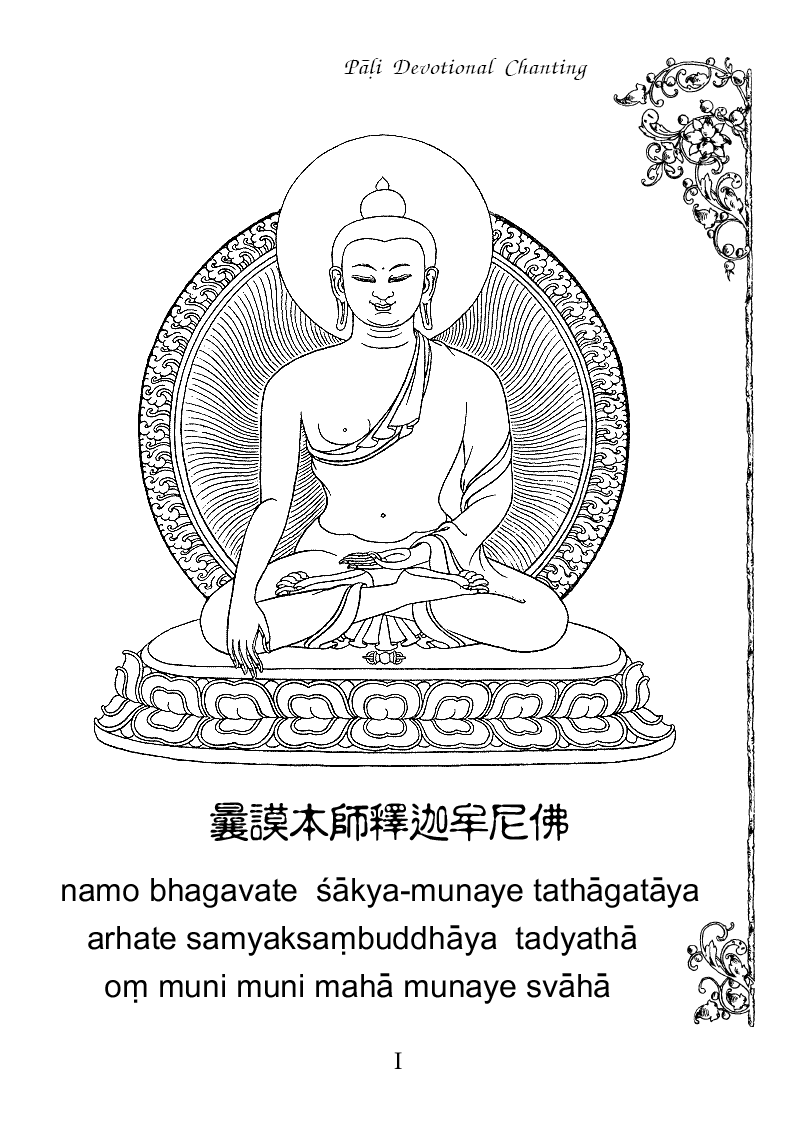 Pāḷi Devotional Chanting
曩謨本師釋迦牟尼佛
namo bhagavate śākya-munaye tathāgatāya
arhate samyaksaṃbuddhāya tadyathā
oṃ muni muni mahā munaye svāhā
I